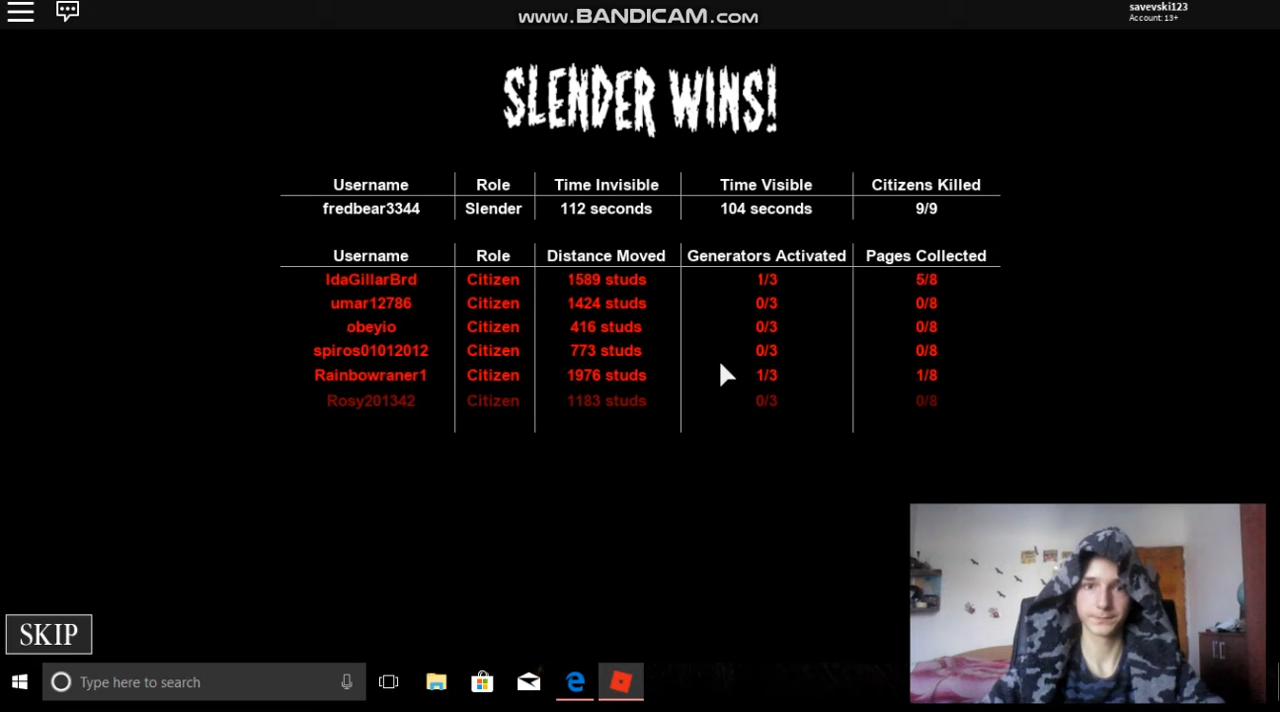 www.BANDICAM.com
savevski123
Account: 13+
SLENDER WINS!
Username Role Time Invisible Time Visible Citizens Killed
fredbear3344 Slender 112 seconds 104 seconds 9/9
Username Role Distance Moved Generators Activated Pages Collected
IdaGillarBrd Citizen 1589 studs 1/3 5/8
umar12786 Citizen 1424 studs 0/3 0/8
obeyio Citizen 416 studs 0/3 0/8
spiros01012012 Citizen 773 studs 0/3 0/8
Rainbowraner1 Citizen 1976 studs 1/3 1/8
Rosy201342 Citizen 1183 studs 0/3 0/8
SKIP
Type here to search